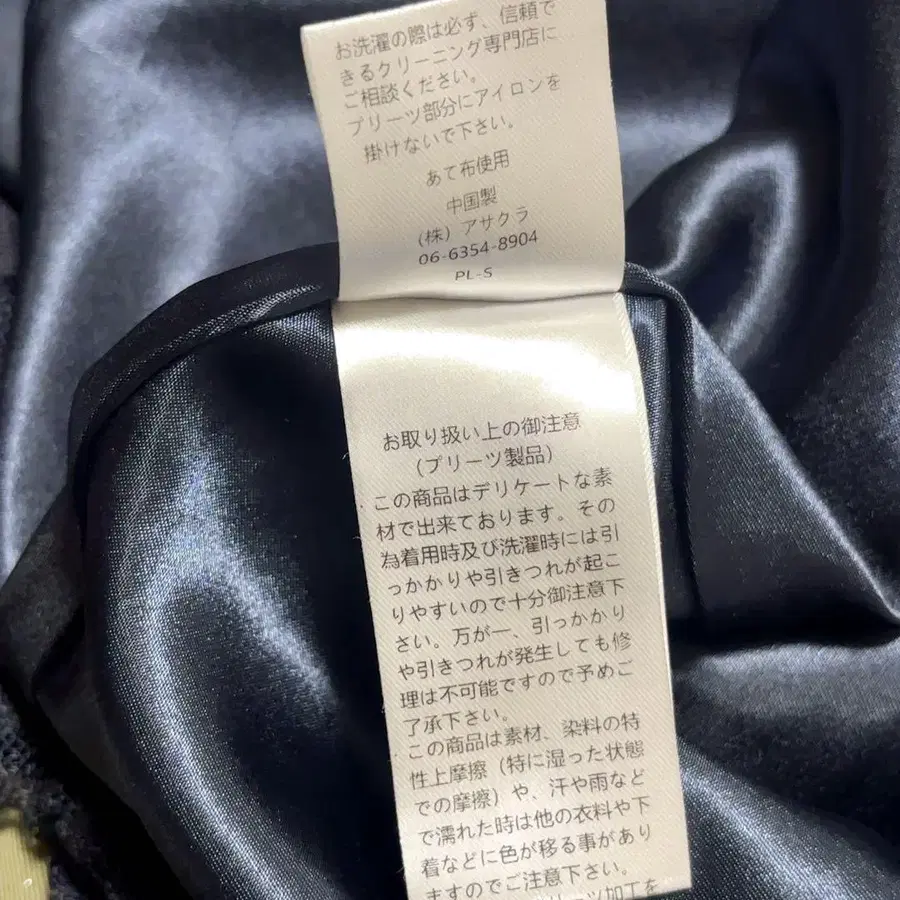 お洗濯の際は必ず、信頼で
きるクリーニング専門店に
ご相談ください。
プリーツ部分にアイロンを
掛けないで下さい。
あて布使用
中国製
(株) アサクラ
06-6354-8904
PL-S
お取り扱い上の御注意
(プリーツ製品)
この商品はデリケートな素
材で出来ております。その
為着用時及び洗濯時には引
っかかりや引きつれが起こ
りやすいので十分御注意下
さい。万が一、引っかかり
や引きつれが発生しても修
理は不可能ですので予めご
了承下さい。
この商品は素材、染料の特
性上摩擦 (特に湿った状態
での摩擦) や、汗や雨など
で濡れた時は他の衣料や下
着などに色が移る事があり
ますのでご注意下さい。
ーツ加工を